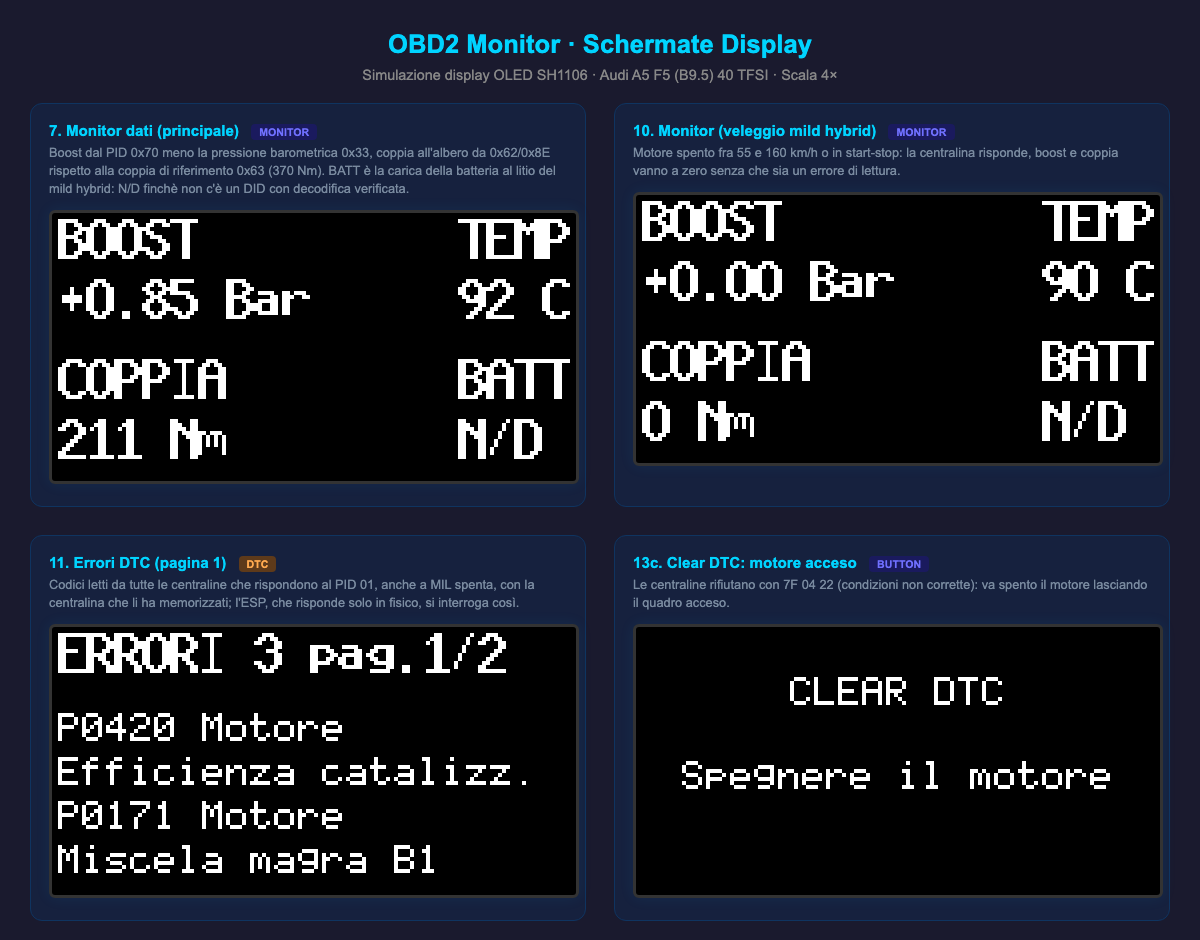 OBD2 Monitor · Schermate Display
Simulazione display OLED SH1106 · Audi A5 F5 (B9.5) 40 TFSI · Scala 4×
7. Monitor dati (principale) MONITOR
Boost dal PID 0x70 meno la pressione barometrica 0x33, coppia all'albero da 0x62/0x8E
rispetto alla coppia di riferimento 0x63 (370 Nm). BATT è la carica della batteria al litio del
mild hybrid: N/D finchè non c'è un DID con decodifica verificata.
BOOST TEMP
+0.85 Bar 92 C
COPPIA BATT
211 Nm N/D
10. Monitor (veleggio mild hybrid) MONITOR
Motore spento fra 55 e 160 km/h o in start-stop: la centralina risponde, boost e coppia
vanno a zero senza che sia un errore di lettura.
BOOST TEMP
+0.00 Bar 90 C
COPPIA BATT
0 Nm N/D
11. Errori DTC (pagina 1) DTC
Codici letti da tutte le centraline che rispondono al PID 01, anche a MIL spenta, con la
centralina che li ha memorizzati; l'ESP, che risponde solo in fisico, si interroga così.
ERRORI 3 pag.1/2
P0420 Motore
Efficienza catalizz.
P0171 Motore
Miscela magra B1
13c. Clear DTC: motore acceso BUTTON
Le centraline rifiutano con 7F 04 22 (condizioni non corrette): va spento il motore lasciando
il quadro acceso.
CLEAR DTC
Spegnere il motore